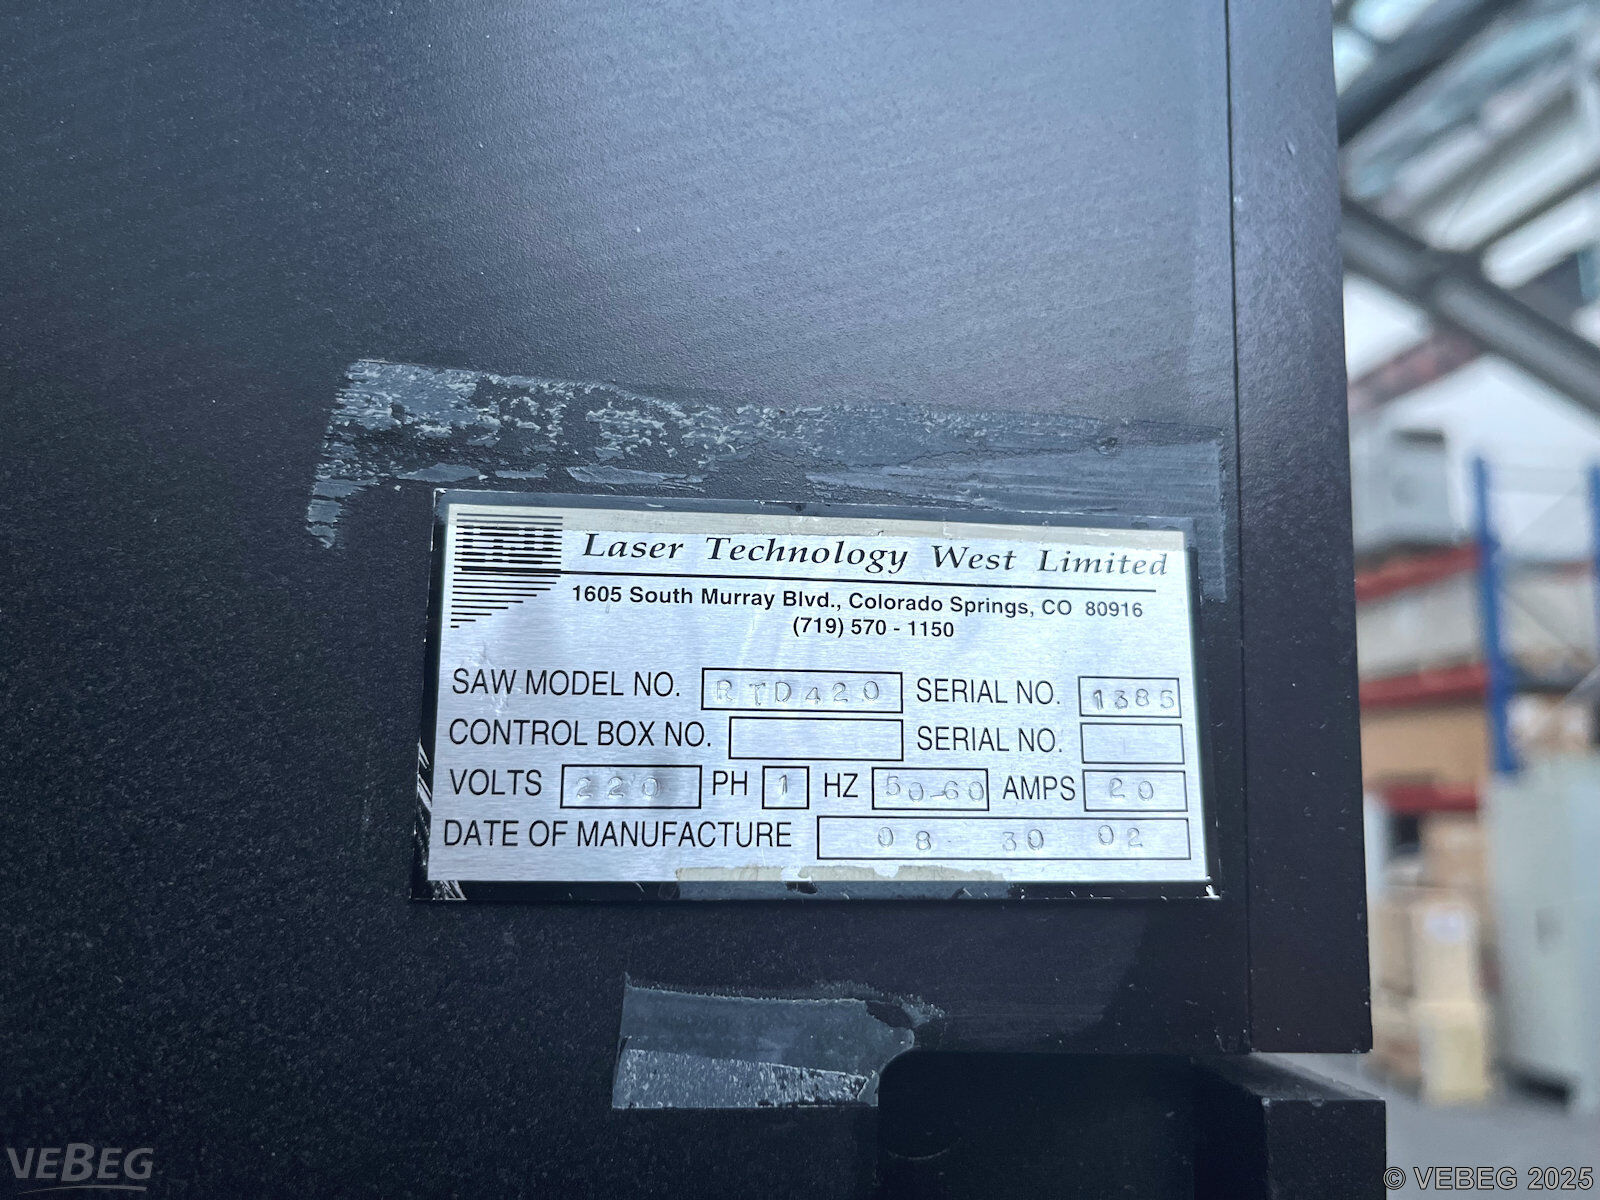 Laser Technology West Limited
1605 South Murray Blvd., Colorado Springs, CO 80916
(719) 570 - 1150
SAW MODEL NO. RTD420 SERIAL NO. 1385
CONTROL BOX NO. SERIAL NO.
VOLTS 220 PH 1 HZ 50-60 AMPS 20
DATE OF MANUFACTURE 08 30 02
VEBEG
© VEBEG 2025